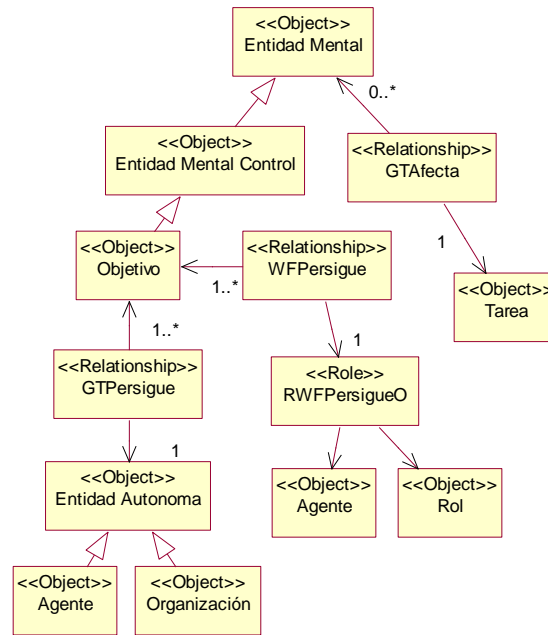 <<Object>>
Entidad Mental
0..*
<<Object>>
Entidad Mental Control
<<Relationship>>
GTAfecta
<<Object>>
Objetivo
<<Relationship>>
WFPersigue
1..*
1
<<Object>>
Tarea
1..*
1
<<Relationship>>
GTPersigue
<<Role>>
RWFPersigueO
1
<<Object>>
Entidad Autonoma
<<Object>>
Agente
<<Object>>
Rol
<<Object>>
Agente
<<Object>>
Organización